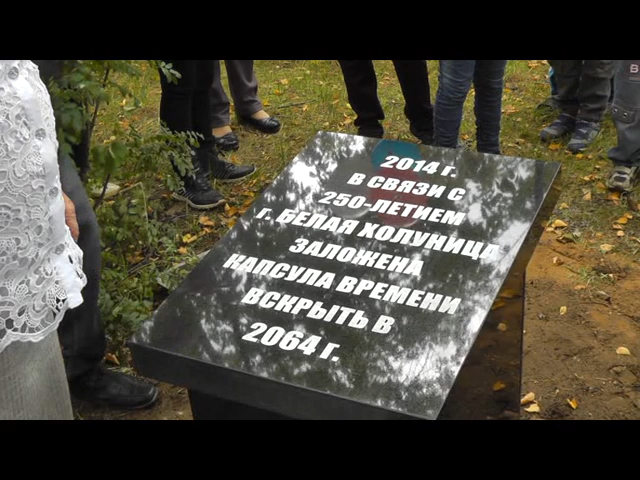 2014 г.
В СВЯЗИ С
250-ЛЕТИЕМ
г. БЕЛАЯ ХОЛУНИЦА
ЗАЛОЖЕНА
КАПСУЛА ВРЕМЕНИ
ВСКРЫТЬ В
2064 г.